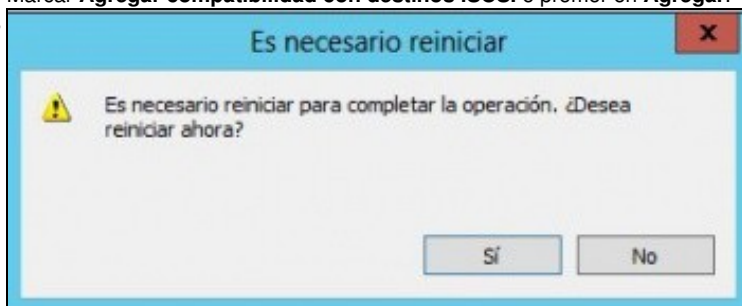 Marcar Agregar compatibilidad con destinos iSCSI e premer en Agregar.
Es necesario reiniciar
Es necesario reiniciar para completar la operación. ¿Desea
reiniciar ahora?
Sí
No